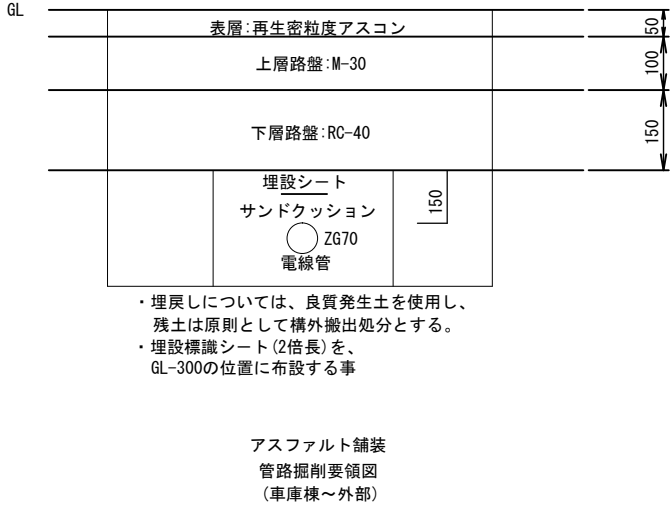 GL
表層:再生密粒度アスコン
50
上層路盤:M-30
100
下層路盤:RC-40
150
埋設シート
150
サンドクッション
ZG70
電線管
・埋戻しについては、良質発生土を使用し、
残土は原則として構外搬出処分とする。
・埋設標識シート(2倍長)を、
GL-300の位置に布設する事
アスファルト舗装
管路掘削要領図
(車庫棟～外部)